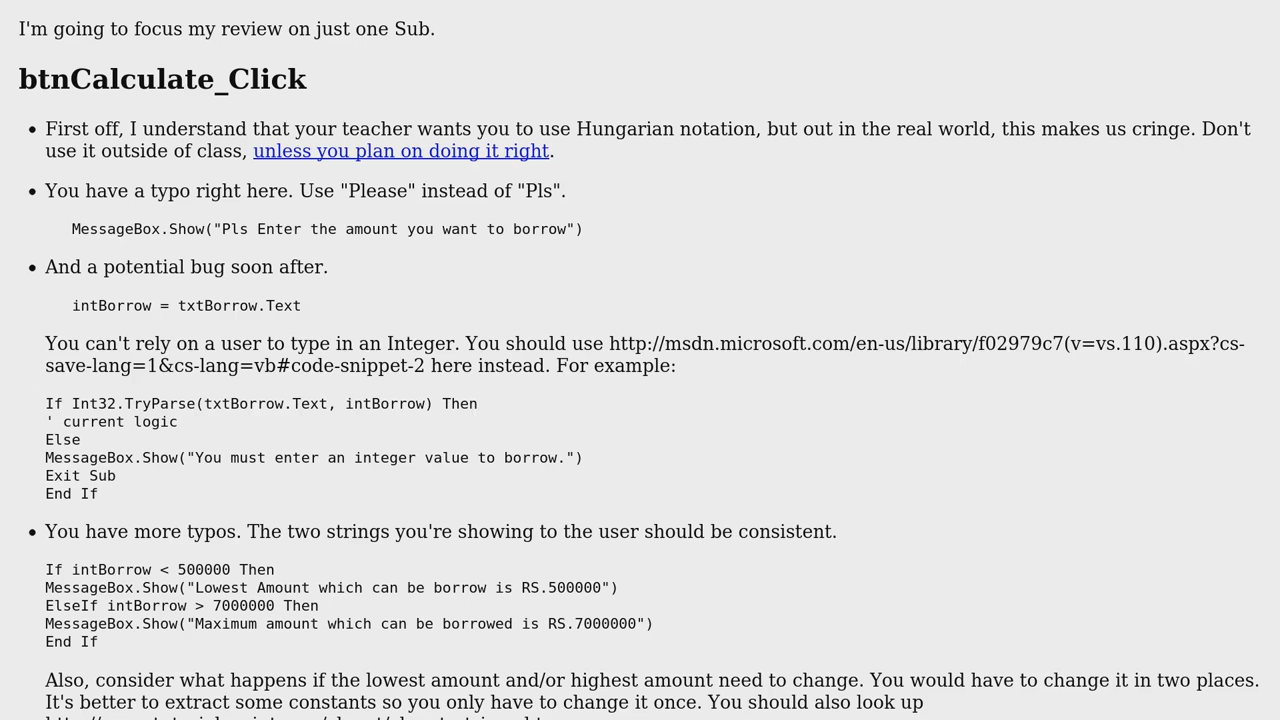 I'm going to focus my review on just one Sub.
btnCalculate_Click
First off, I understand that your teacher wants you to use Hungarian notation, but out in the real world, this makes us cringe. Don't
use it outside of class, unless you plan on doing it right.
You have a typo right here. Use "Please" instead of "Pls".
MessageBox.Show("Pls Enter the amount you want to borrow")
And a potential bug soon after.
intBorrow = txtBorrow.Text
You can't rely on a user to type in an Integer. You should use http://msdn.microsoft.com/en-us/library/f02979c7(v=vs.110).aspx?cs-
save-lang=1&cs-lang=vb#code-snippet-2 here instead. For example:
If Int32.TryParse(txtBorrow.Text, intBorrow) Then
' current logic
Else
MessageBox.Show("You must enter an integer value to borrow.")
Exit Sub
End If
You have more typos. The two strings you're showing to the user should be consistent.
If intBorrow < 500000 Then
MessageBox.Show("Lowest Amount which can be borrow is RS.500000")
ElseIf intBorrow > 7000000 Then
MessageBox.Show("Maximum amount which can be borrowed is RS.7000000")
End If
Also, consider what happens if the lowest amount and/or highest amount need to change. You would have to change it in two places.
It's better to extract some constants so you only have to change it once. You should also look up